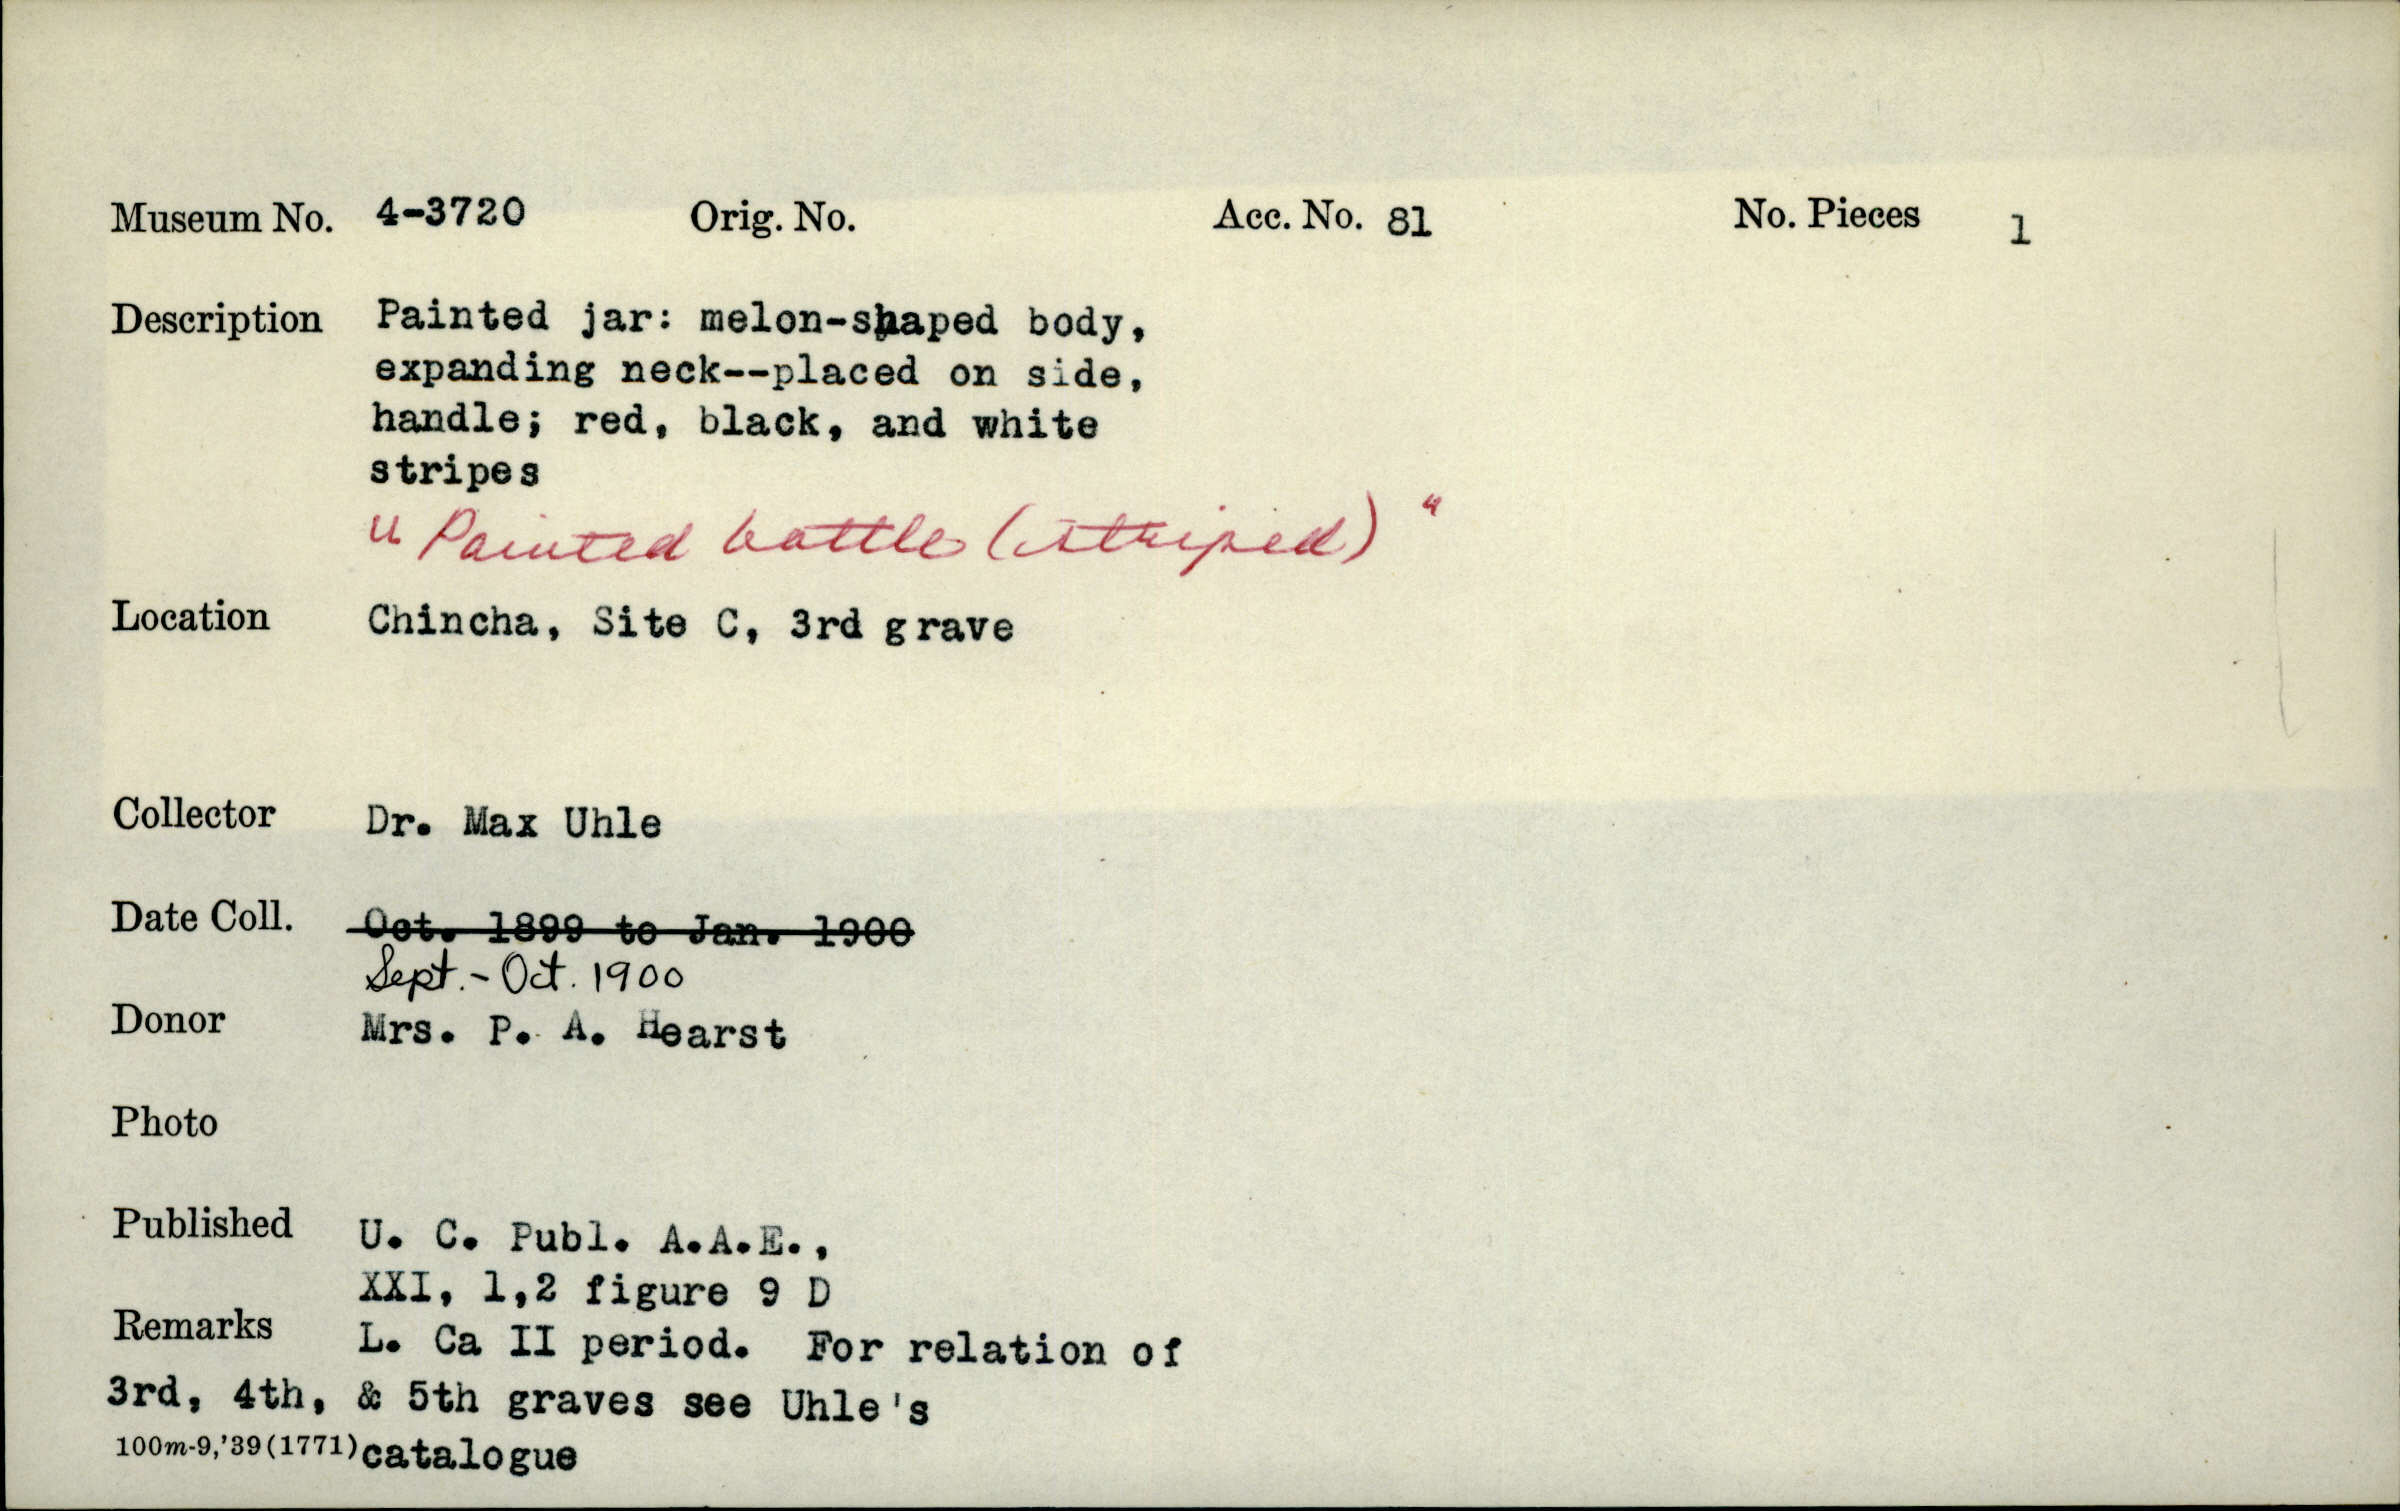 Museum No. 4-3720 Orig. No. Acc. No. 81 No. Pieces 1
Description Painted jar: melon-shaped body,
expanding neck--placed on side,
handle; red, black, and white
stripes
" Painted bottle (striped) "
Location Chincha, Site C, 3rd grave
Collector Dr. Max Uhle
Date Coll. Oct. 1899 to Jan. 1900
Sept. - Oct. 1900
Donor Mrs. P. A. Hearst
Photo
Published U. C. Publ. A.A.E.,
XXI, 1,2 figure 9 D
Remarks L. Ca II period. For relation of
3rd, 4th, & 5th graves see Uhle's
100m-9,'39(1771) catalogue